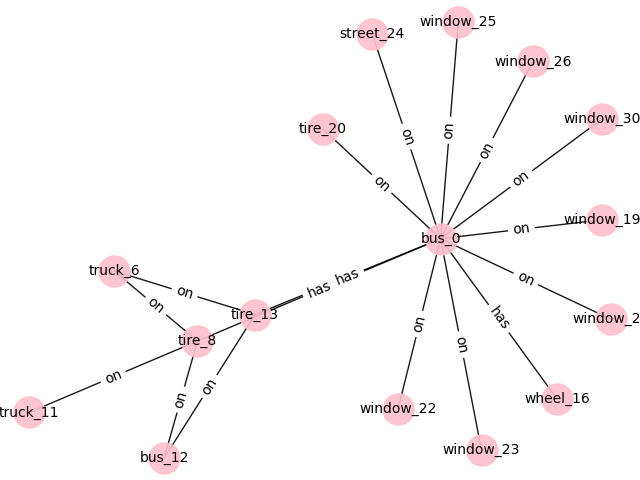 window_25
street_24
window_26
window_30
tire_20
on
on
on
on
on
on
window_19
bus_0
truck_6
on
has
has
on
on
tire_13
has
window_2
on
on
tire_8
on
on
on
on
wheel_16
truck_11
window_22
window_23
bus_12